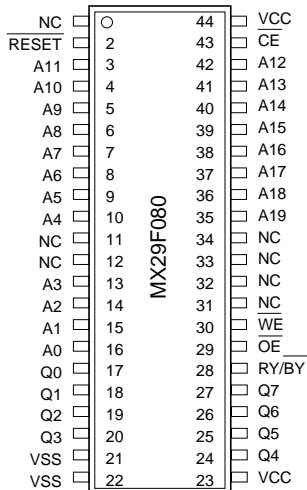 NC 44 VCC
RESET 2 43 CE
A11 3 42 A12
A10 4 41 A13
A9 5 40 A14
A8 6 39 A15
A7 7 38 A16
A6 8 37 A17
A5 9 36 A18
A4 10 35 A19
NC 11 34 NC
NC 12 33 NC
A3 13 32 NC
A2 14 31 NC
A1 15 30 WE
A0 16 29 OE
Q0 17 28 RY/BY
Q1 18 27 Q7
Q2 19 26 Q6
Q3 20 25 Q5
VSS 21 24 Q4
VSS 22 23 VCC
MX29F080